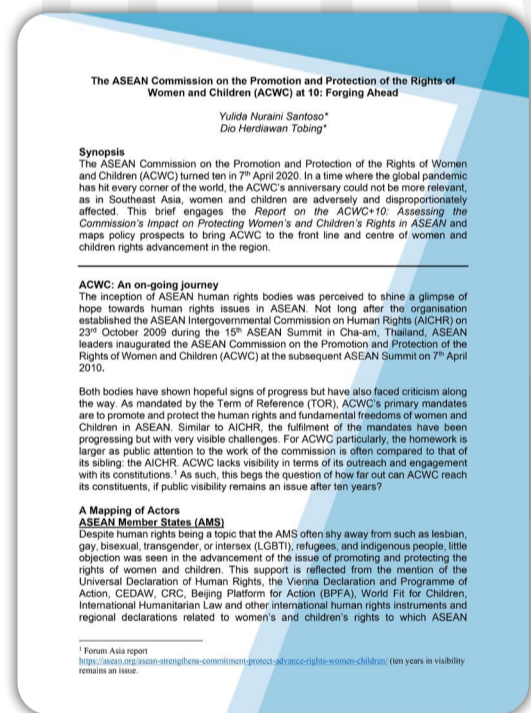 The ASEAN Commission on the Promotion and Protection of the Rights of
Women and Children (ACWC) at 10: Forging Ahead
Yulida Nuraini Santoso*
Dio Herdiawan Tobing*
Synopsis
The ASEAN Commission on the Promotion and Protection of the Rights of Women
and Children (ACWC) turned ten in 7th April 2020. In a time where the global pandemic
has hit every corner of the world, the ACWC's anniversary could not be more relevant,
as in Southeast Asia, women and children are adversely and disproportionately
affected. This brief engages the Report on the ACWC+10: Assessing the
Commission's Impact on Protecting Women's and Children's Rights in ASEAN and
maps policy prospects to bring ACWC to the front line and centre of women and
children rights advancement in the region.
ACWC: An on-going journey
The inception of ASEAN human rights bodies was perceived to shine a glimpse of
hope towards human rights issues in ASEAN. Not long after the organisation
established the ASEAN Intergovernmental Commission on Human Rights (AICHR) on
23rd October 2009 during the 15th ASEAN Summit in Cha-am, Thailand, ASEAN
leaders inaugurated the ASEAN Commission on the Promotion and Protection of the
Rights of Women and Children (ACWC) at the subsequent ASEAN Summit on 7th April
2010.
Both bodies have shown hopeful signs of progress but have also faced criticism along
the way. As mandated by the Term of Reference (TOR), ACWC's primary mandates
are to promote and protect the human rights and fundamental freedoms of women and
Children in ASEAN. Similar to AICHR, the fulfilment of the mandates have been
progressing but with very visible challenges. For ACWC particularly, the homework is
larger as public attention to the work of the commission is often compared to that of
its sibling: the AICHR. ACWC lacks visibility in terms of its outreach and engagement
with its constitutions.1 As such, this begs the question of how far out can ACWC reach
its constituents, if public visibility remains an issue after ten years?
A Mapping of Actors
ASEAN Member States (AMS)
Despite human rights being a topic that the AMS often shy away from such as lesbian,
gay, bisexual, transgender, or intersex (LGBTI), refugees, and indigenous people, little
objection was seen in the advancement of the issue of promoting and protecting the
rights of women and children. This support is reflected from the mention of the
Universal Declaration of Human Rights, the Vienna Declaration and Programme of
Action, CEDAW, CRC, Beijing Platform for Action (BPFA), World Fit for Children,
International Humanitarian Law and other international human rights instruments and
regional declarations related to women's and children's rights to which ASEAN
1 Forum Asia report
https://asean.org/asean-strengthens-commitment-protect-advance-rights-women-children/ (ten years in visibility
remains an issue.